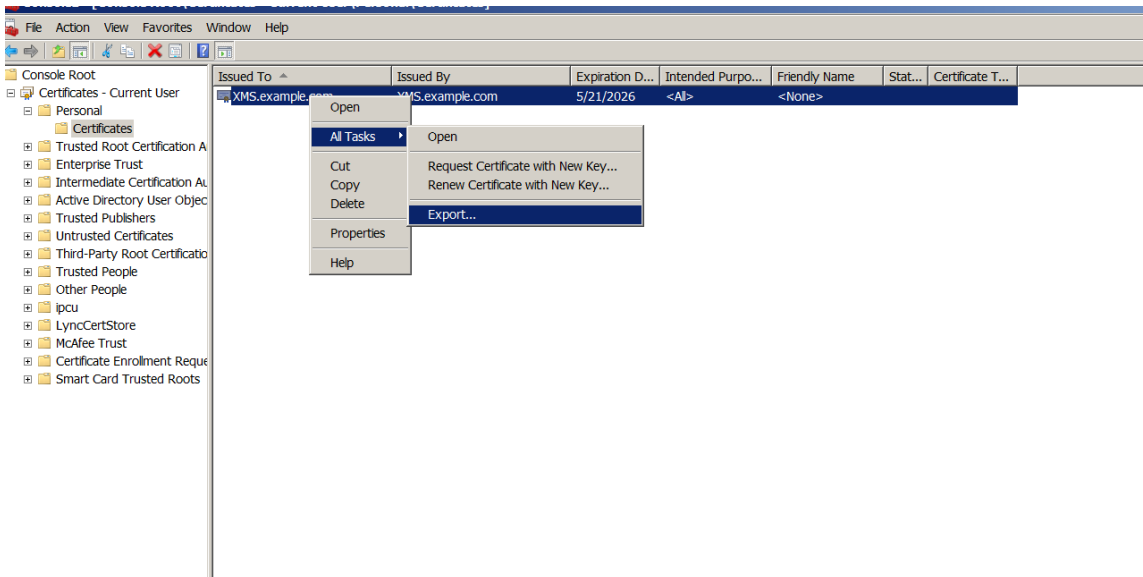 File Action View Favorites Window Help
Console Root
Certificates - Current User
Personal
Certificates
Trusted Root Certification A
Enterprise Trust
Intermediate Certification Au
Active Directory User Objec
Trusted Publishers
Untrusted Certificates
Third-Party Root Certificatio
Trusted People
Other People
ipcu
LyncCertStore
McAfee Trust
Certificate Enrollment Reque
Smart Card Trusted Roots
Issued To Issued By Expiration D... Intended Purpo... Friendly Name Stat... Certificate T...
XMS.example.com XMS.example.com 5/21/2026 <All> <None>
Open
All Tasks
Cut
Copy
Delete
Properties
Help
Open
Request Certificate with New Key...
Renew Certificate with New Key...
Export...